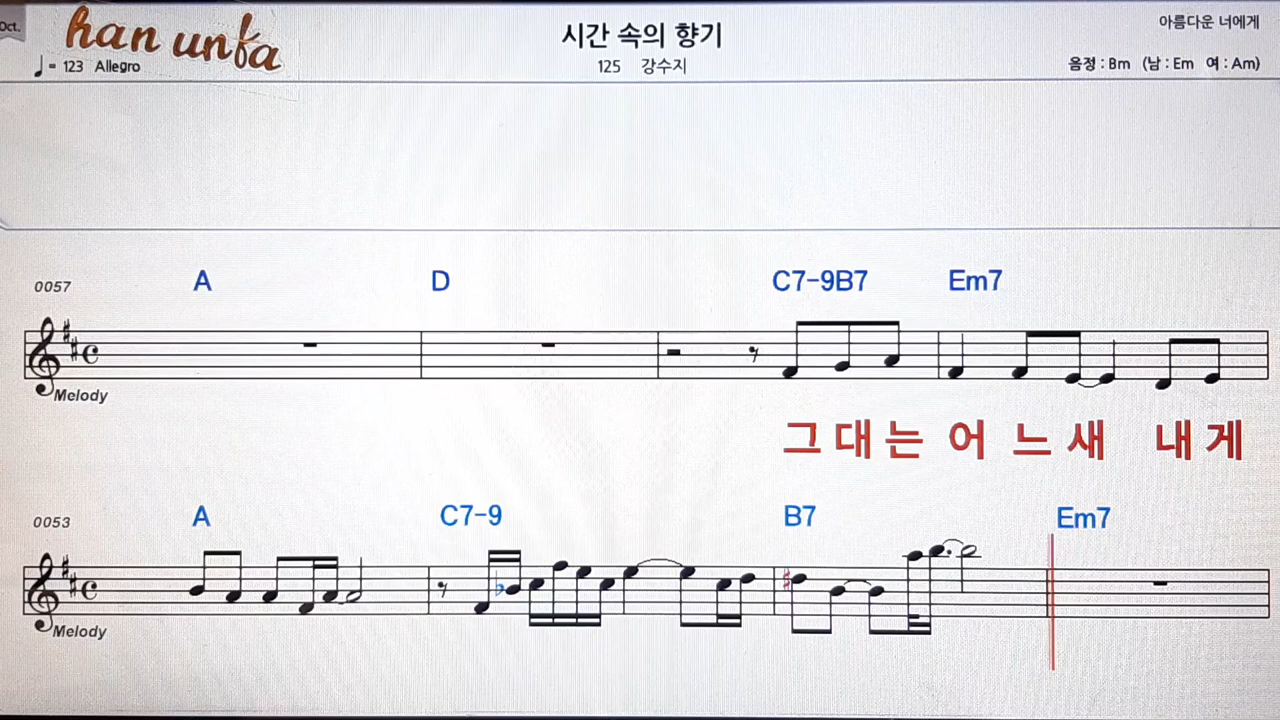 Oct.
han unfa
시간 속의 향기
아름다운 너에게
♩= 123 Allegro
125 강수지
음정 : Bm (남 : Em 여 : Am)
0057
A D C7-9B7 Em7
Melody
그대는 어느새 내게
0053
A C7-9 B7 Em7
Melody